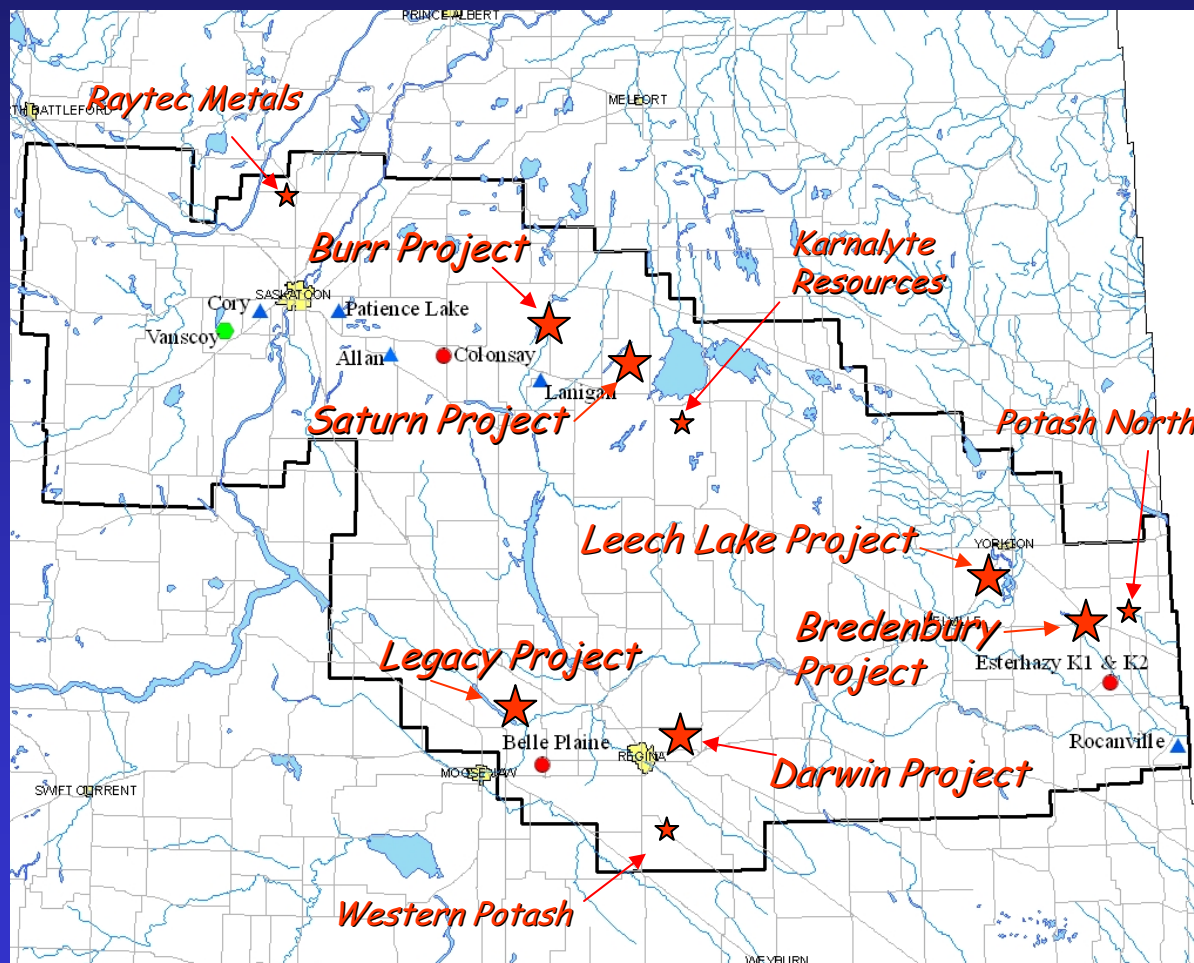 PRINCE ALBERT
Raytec Metals
MELFORT
BATTLEFORD
Burr Project
Karnalyte
Resources
SASKATOON
Cory
Patience Lake
Vanscoy
Allan
Colonsay
Lanigan
Saturn Project
Potash North
Leech Lake Project
YORKTON
Bredenbury
Project
Legacy Project
Esterhazy K1 & K2
Belle Plaine
REGINA
Rocanville
MOOSE JAW
Darwin Project
SWIFT CURRENT
Western Potash
WEYBURN